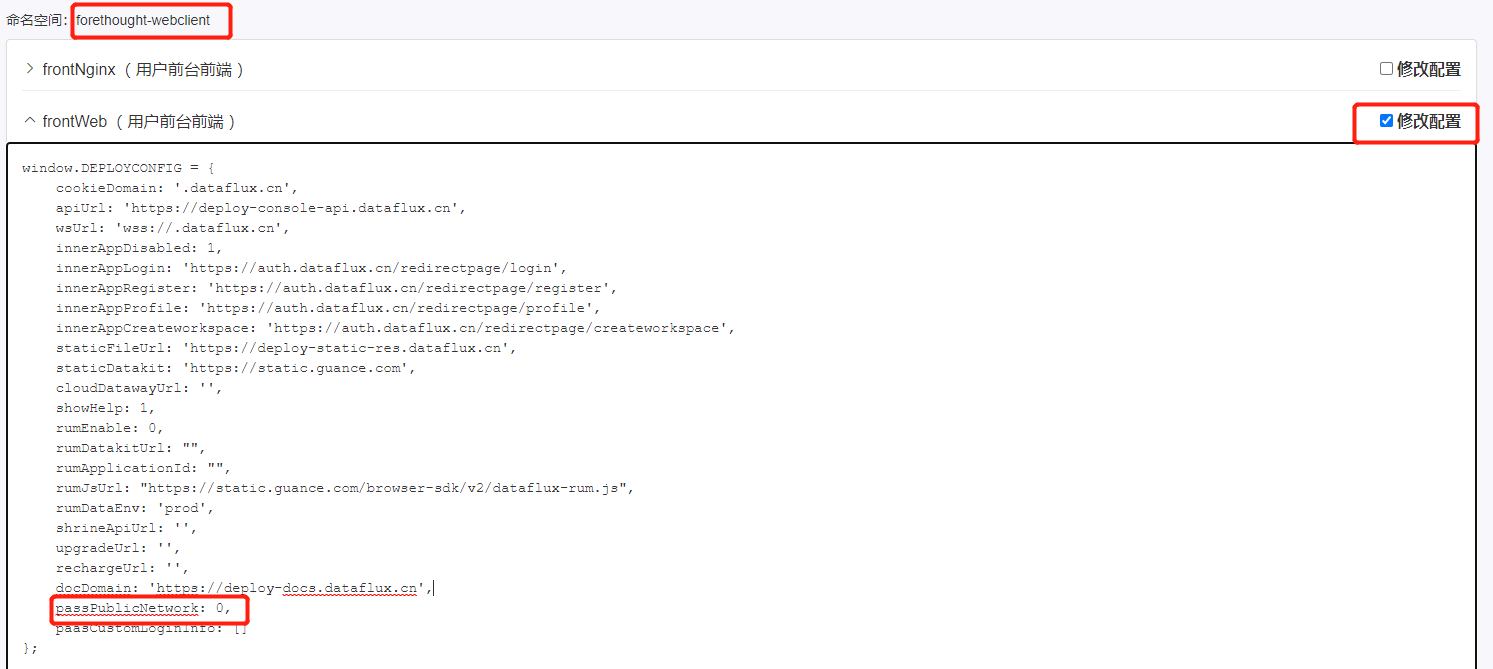 命名空间: forethought-webclient
frontNginx （用户前台前端）
修改配置
frontWeb （用户前台前端）
修改配置
window.DEPLOYCONFIG = {
    cookieDomain: '.dataflux.cn',
    apiUrl: 'https://deploy-console-api.dataflux.cn',
    wsUrl: 'wss://.dataflux.cn',
    innerAppDisabled: 1,
    innerAppLogin: 'https://auth.dataflux.cn/redirectpage/login',
    innerAppRegister: 'https://auth.dataflux.cn/redirectpage/register',
    innerAppProfile: 'https://auth.dataflux.cn/redirectpage/profile',
    innerAppCreateworkspace: 'https://auth.dataflux.cn/redirectpage/createworkspace',
    staticFileUrl: 'https://deploy-static-res.dataflux.cn',
    staticDatakit: 'https://static.guance.com',
    cloudDatawayUrl: '',
    showHelp: 1,
    rumEnable: 0,
    rumDatakitUrl: "",
    rumApplicationId: "",
    rumJsUrl: "https://static.guance.com/browser-sdk/v2/dataflux-rum.js",
    rumDataEnv: 'prod',
    shrineApiUrl: '',
    upgradeUrl: '',
    rechargeUrl: '',
    docDomain: 'https://deploy-docs.dataflux.cn',
    passPublicNetwork: 0,
    paasCustomLoginInfo: []
};